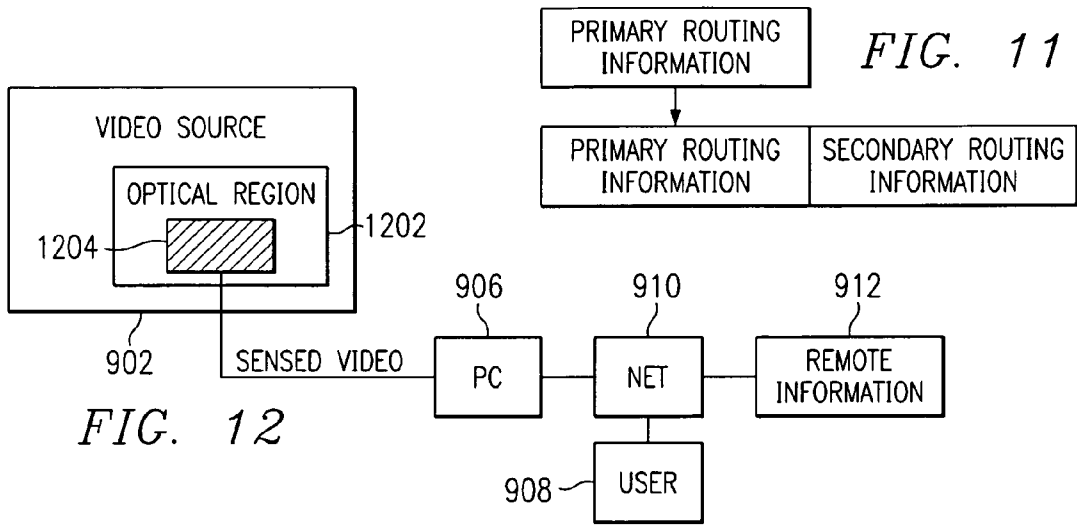 PRIMARY ROUTING
INFORMATION
FIG. 11
PRIMARY ROUTING
INFORMATION
SECONDARY ROUTING
INFORMATION
VIDEO SOURCE
OPTICAL REGION
1204
1202
902
SENSED VIDEO
906
PC
910
NET
912
REMOTE
INFORMATION
908
USER
FIG. 12